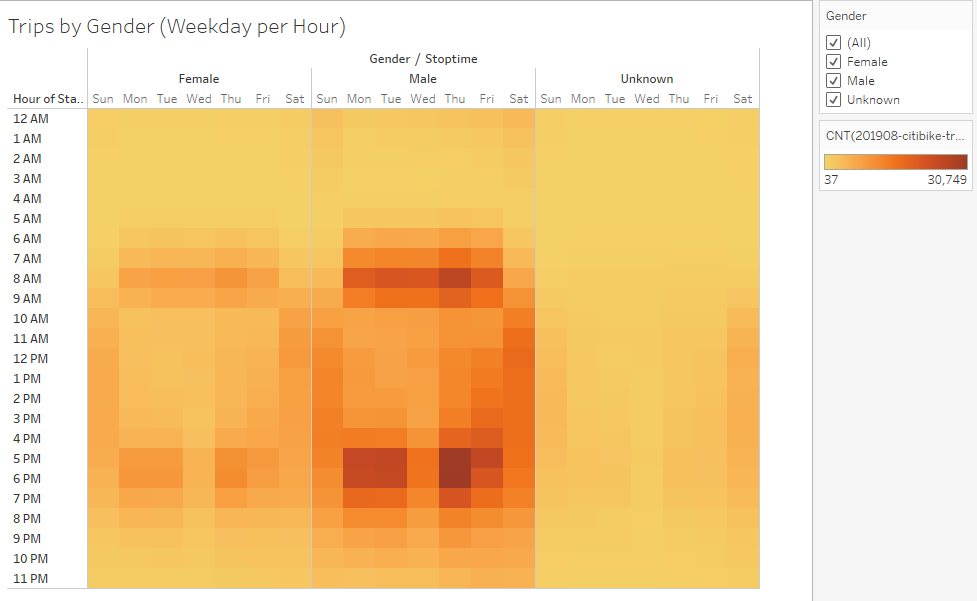 Trips by Gender (Weekday per Hour)
Gender / Stoptime
Female Male Unknown
Hour of Sta.. Sun Mon Tue Wed Thu Fri Sat Sun Mon Tue Wed Thu Fri Sat Sun Mon Tue Wed Thu Fri Sat
12 AM
1 AM
2 AM
3 AM
4 AM
5 AM
6 AM
7 AM
8 AM
9 AM
10 AM
11 AM
12 PM
1 PM
2 PM
3 PM
4 PM
5 PM
6 PM
7 PM
8 PM
9 PM
10 PM
11 PM
Gender
(All)
Female
Male
Unknown
CNT(201908-citibike-tr...
37 30,749